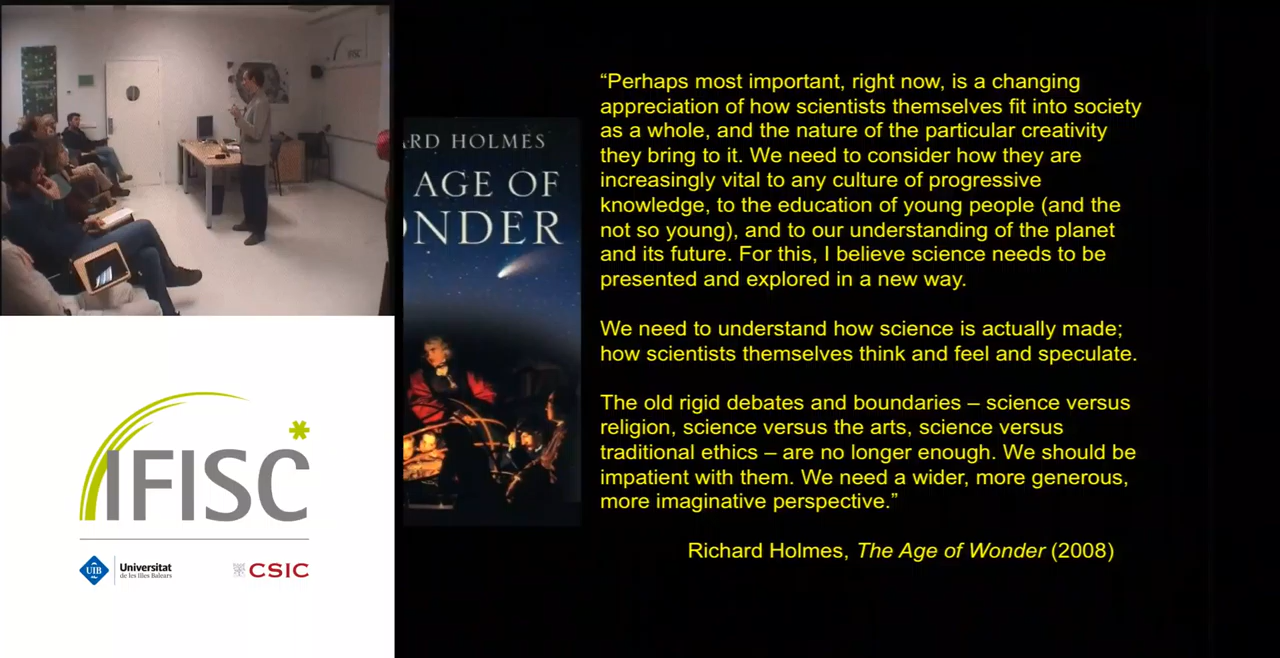 “Perhaps most important, right now, is a changing
appreciation of how scientists themselves fit into society
as a whole, and the nature of the particular creativity
they bring to it. We need to consider how they are
increasingly vital to any culture of progressive
knowledge, to the education of young people (and the
not so young), and to our understanding of the planet
and its future. For this, I believe science needs to be
presented and explored in a new way.
We need to understand how science is actually made;
how scientists themselves think and feel and speculate.
The old rigid debates and boundaries – science versus
religion, science versus the arts, science versus
traditional ethics – are no longer enough. We should be
impatient with them. We need a wider, more generous,
more imaginative perspective.”
Richard Holmes, The Age of Wonder (2008)
ARD HOLMES
AGE OF
ONDER
IFISC
UIB
Universitat
de les Illes Balears
CSIC
IFISC